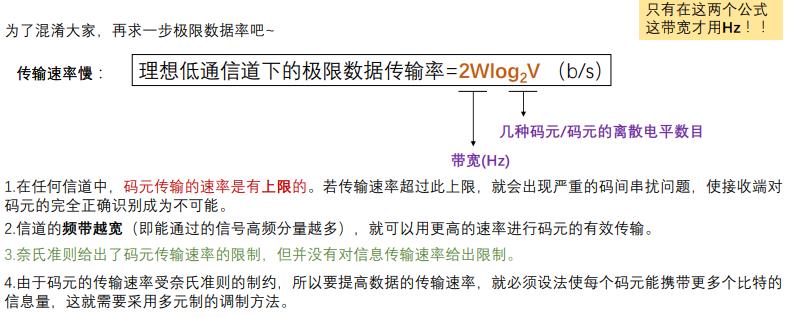 只有在这两个公式
这带宽才用Hz！！
为了混淆大家，再求一步极限数据率吧~
传输速率慢：
理想低通信道下的极限数据传输率=2Wlog₂V （b/s）
几种码元/码元的离散电平数目
带宽(Hz)
1.在任何信道中，码元传输的速率是有上限的。若传输速率超过此上限，就会出现严重的码间串扰问题，使接收端对
码元的完全正确识别成为不可能。
2.信道的频带越宽（即能通过的信号高频分量越多），就可以用更高的速率进行码元的有效传输。
3.奈氏准则给出了码元传输速率的限制，但并没有对信息传输速率给出限制。
4.由于码元的传输速率受奈氏准则的制约，所以要提高数据的传输速率，就必须设法使每个码元能携带更多个比特的
信息量，这就需要采用多元制的调制方法。